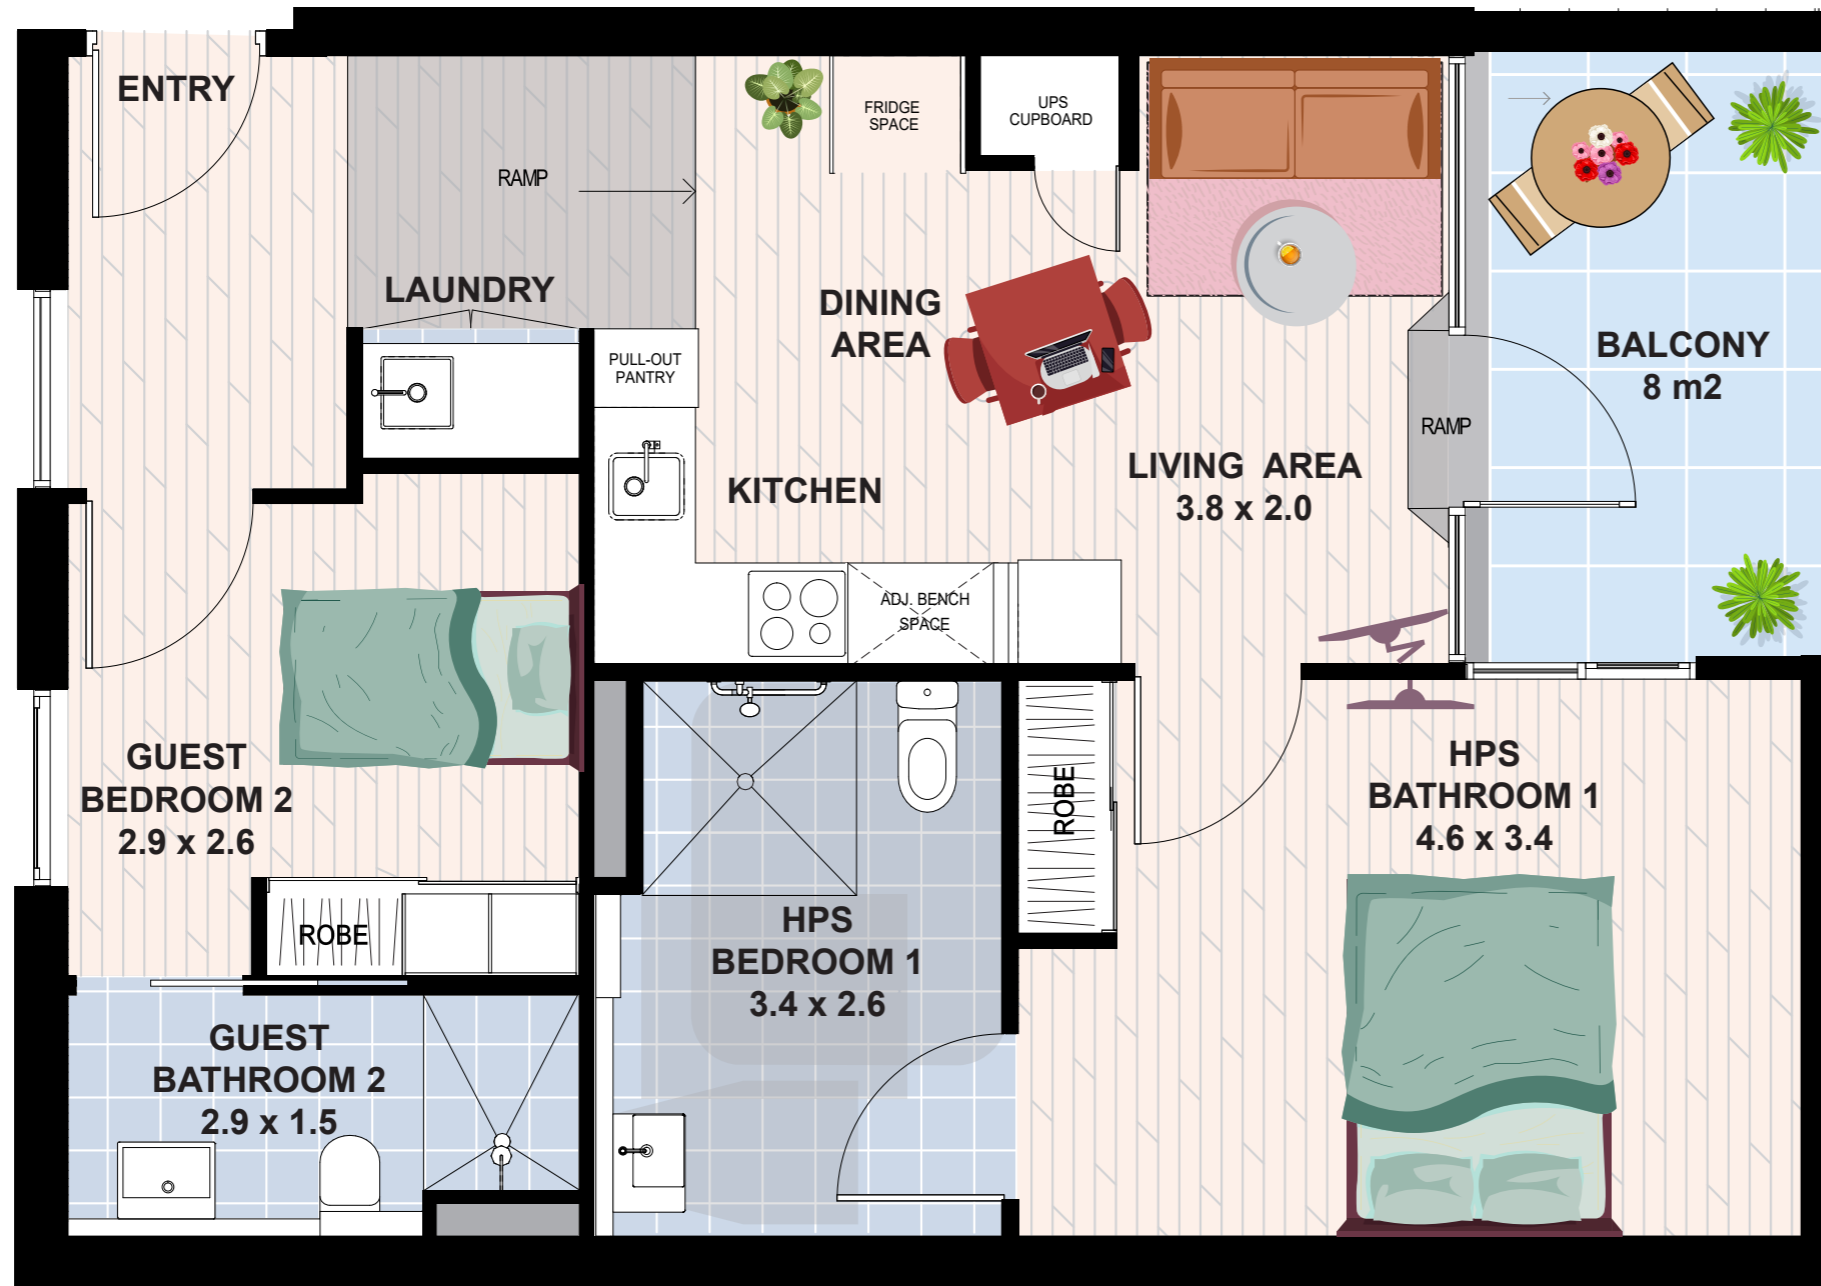 ENTRY
RAMP
LAUNDRY
FRIDGE
SPACE
UPS
CUPBOARD
DINING
AREA
PULL-OUT
PANTRY
KITCHEN
ADJ. BENCH
SPACE
LIVING AREA
3.8 x 2.0
RAMP
BALCONY
8 m2
GUEST
BEDROOM 2
2.9 x 2.6
ROBE
GUEST
BATHROOM 2
2.9 x 1.5
HPS
BEDROOM 1
3.4 x 2.6
ROBE
HPS
BATHROOM 1
4.6 x 3.4